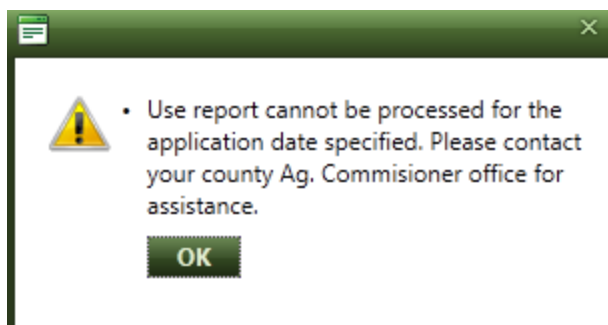 • Use report cannot be processed for the
application date specified. Please contact
your county Ag. Commisioner office for
assistance.
OK